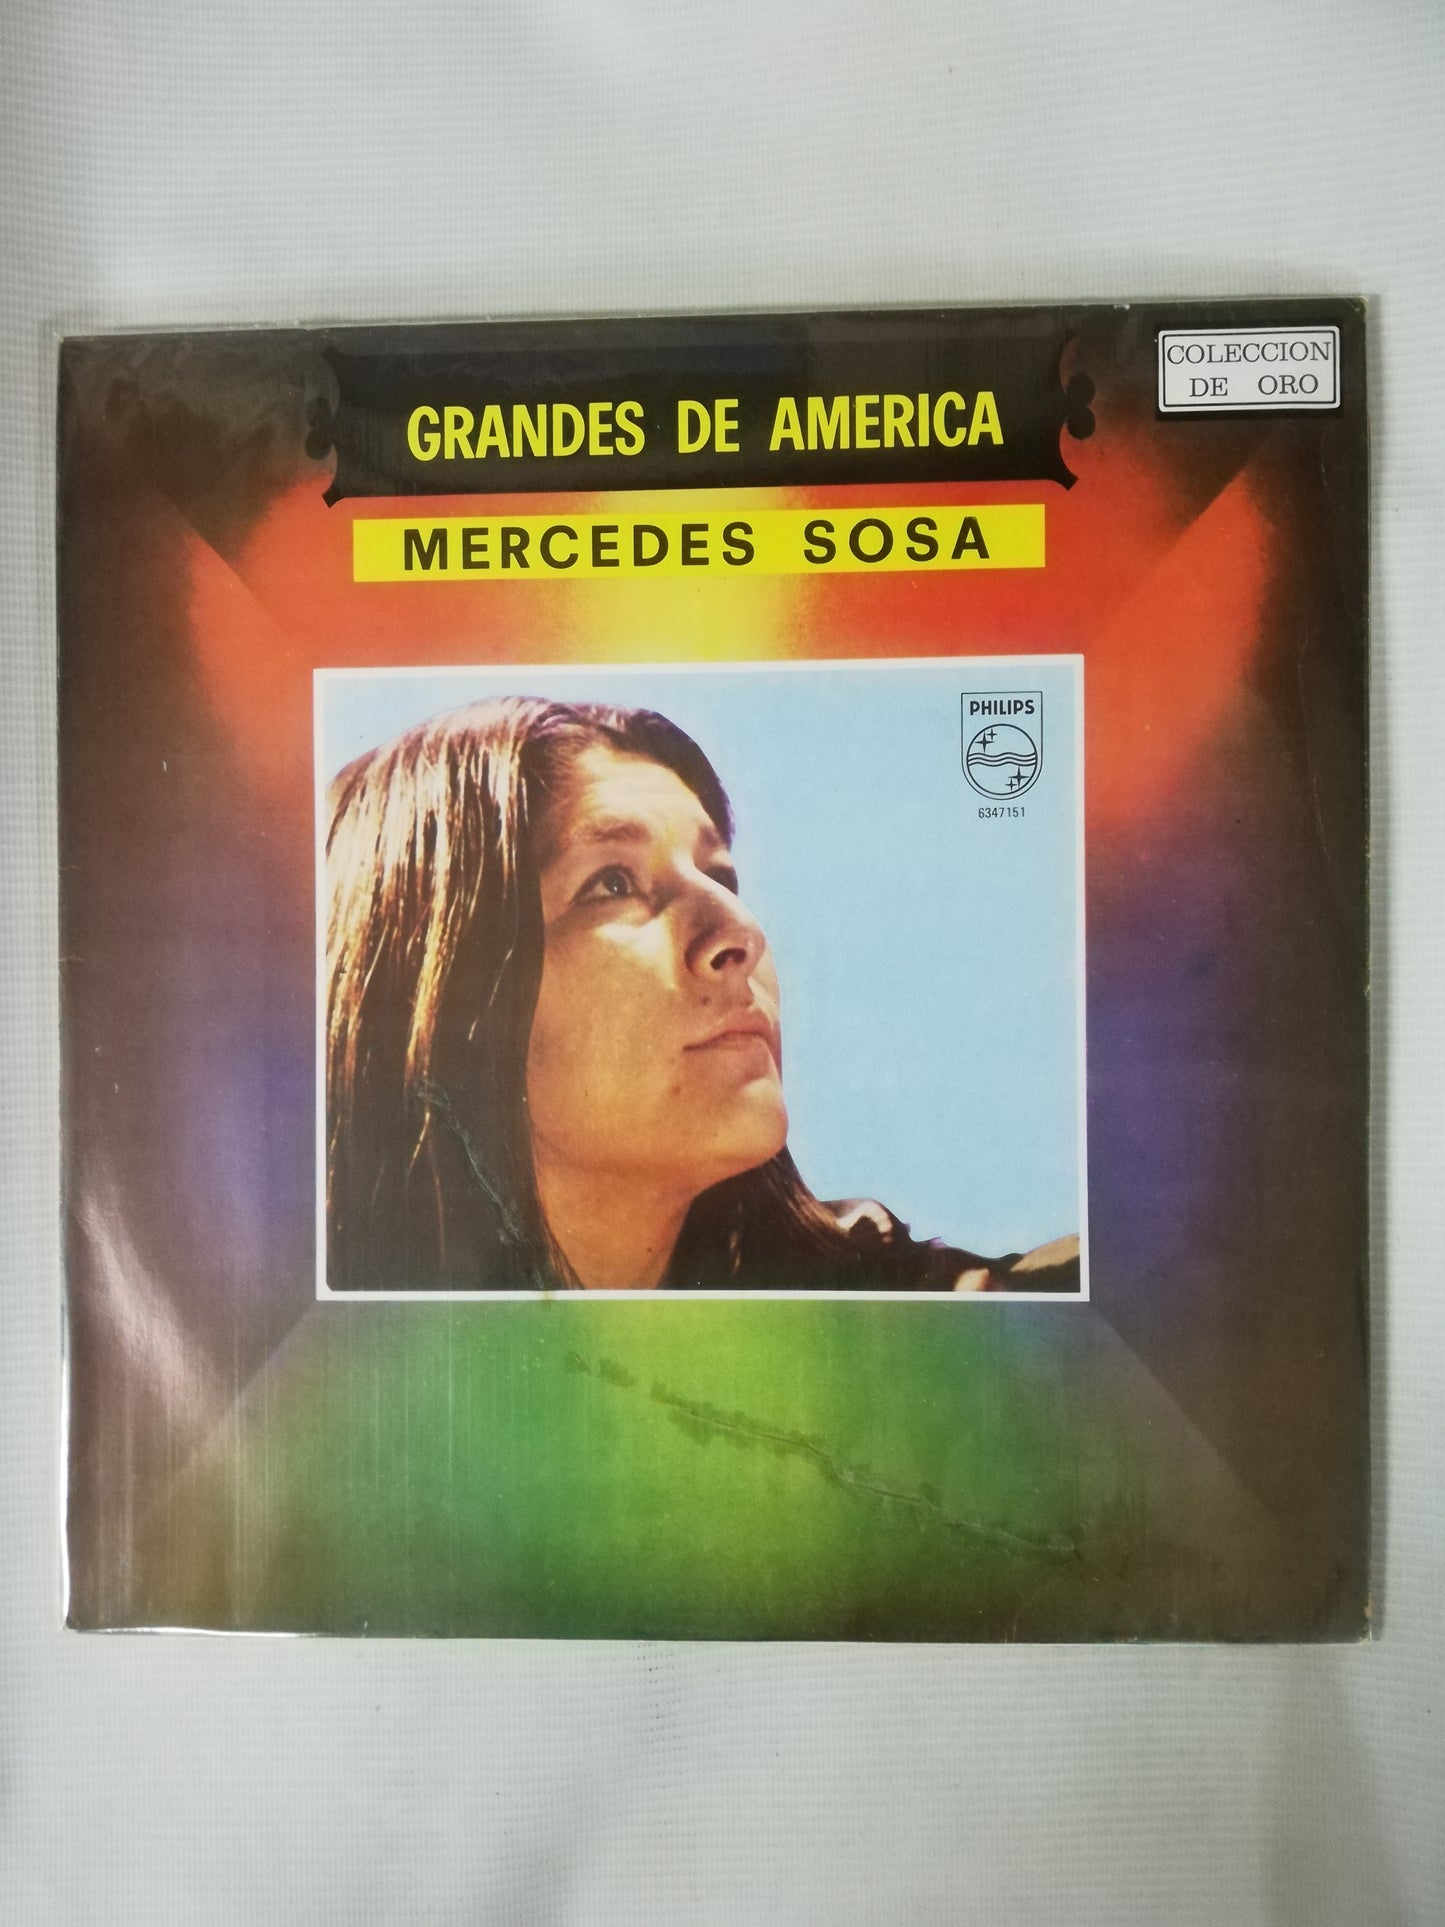 COLECCION
DE ORO
GRANDES DE AMERICA
MERCEDES SOSA
PHILIPS
6347151